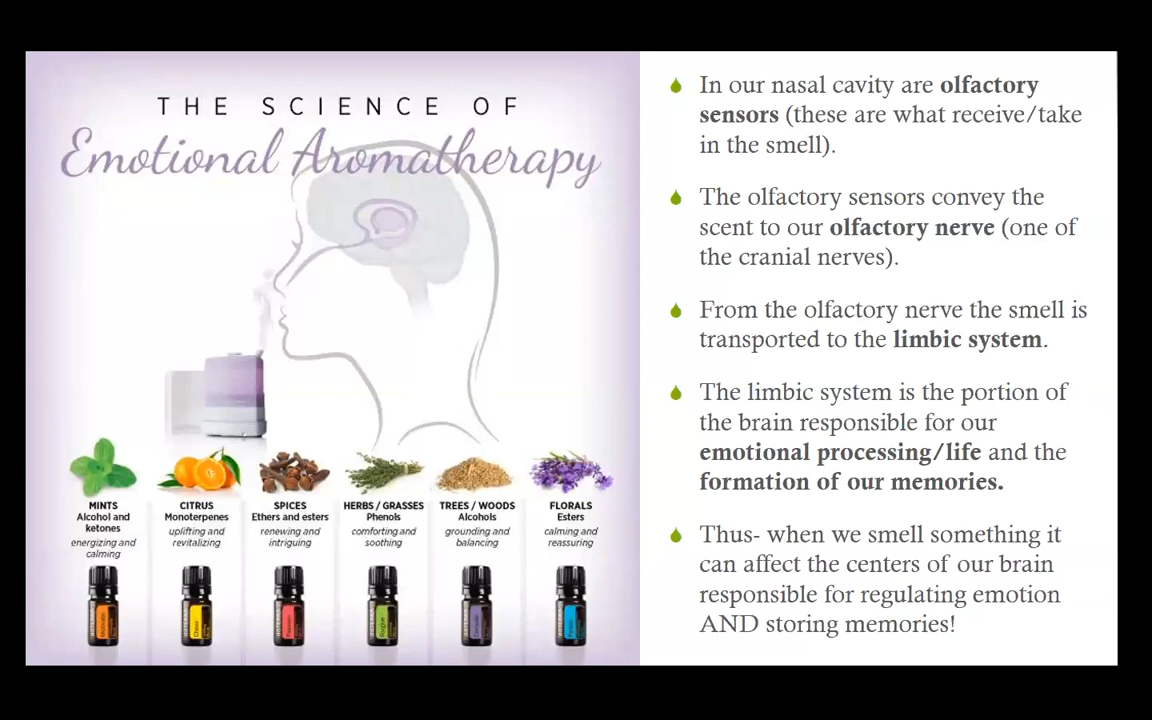 THE SCIENCE OF
Emotional Aromatherapy
MINTS
Alcohol and
ketones
energizing and
calming
CITRUS
Monoterpenes
uplifting and
revitalizing
SPICES
Ethers and esters
renewing and
intriguing
HERBS / GRASSES
Phenols
comforting and
soothing
TREES / WOODS
Alcohols
grounding and
balancing
FLORALS
Esters
calming and
reassuring
In our nasal cavity are olfactory
sensors (these are what receive/take
in the smell).
The olfactory sensors convey the
scent to our olfactory nerve (one of
the cranial nerves).
From the olfactory nerve the smell is
transported to the limbic system.
The limbic system is the portion of
the brain responsible for our
emotional processing/life and the
formation of our memories.
Thus- when we smell something it
can affect the centers of our brain
responsible for regulating emotion
AND storing memories!